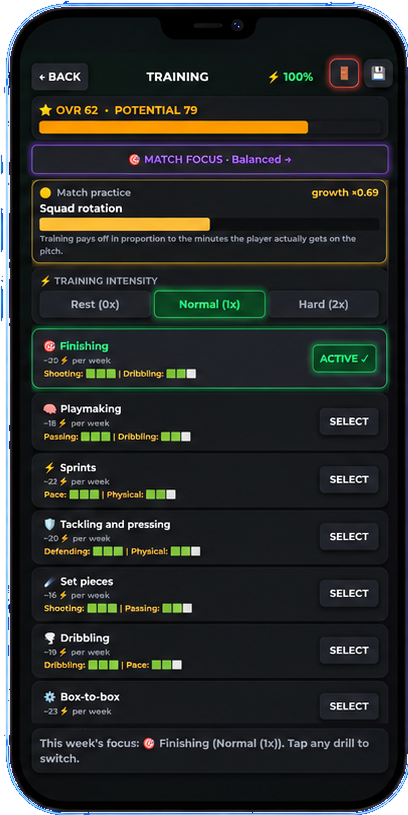 ← BACK
TRAINING
⚡ 100%
⭐ OVR 62 · POTENTIAL 79
🎯 MATCH FOCUS · Balanced →
🟡 Match practice
growth ×0.69
Squad rotation
Training pays off in proportion to the minutes the player actually gets on the
pitch.
⚡ TRAINING INTENSITY
Rest (0x)
Normal (1x)
Hard (2x)
🎯 Finishing
−20 ⚡ per week
Shooting: 🟩🟩🟩 | Dribbling: 🟩🟩⬜
ACTIVE ✓
🧠 Playmaking
−18 ⚡ per week
Passing: 🟩🟩🟩 | Dribbling: 🟩🟩⬜
SELECT
⚡ Sprints
−22 ⚡ per week
Pace: 🟩🟩🟩 | Physical: 🟩🟩⬜
SELECT
🛡️ Tackling and pressing
−20 ⚡ per week
Defending: 🟩🟩🟩 | Physical: 🟩🟩⬜
SELECT
☄️ Set pieces
−16 ⚡ per week
Shooting: 🟩🟩🟩 | Passing: 🟩🟩⬜
SELECT
🌪️ Dribbling
−19 ⚡ per week
Dribbling: 🟩🟩🟩 | Pace: 🟩🟩⬜
SELECT
⚙️ Box-to-box
−23 ⚡ per week
SELECT
This week's focus: 🎯 Finishing (Normal (1x)). Tap any drill to
switch.